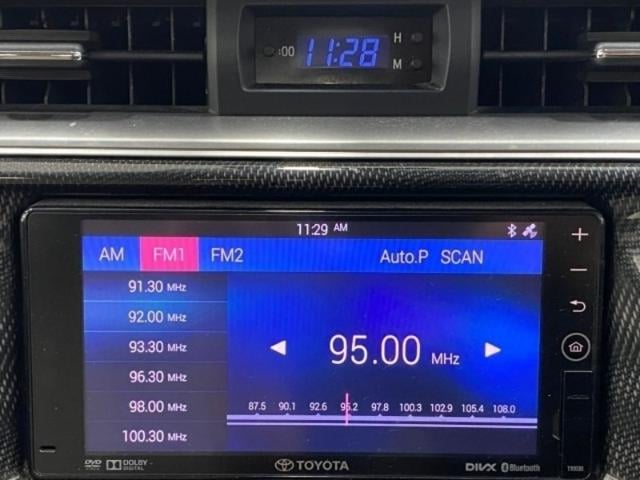 :00 11:28 H
M
11:29 AM
AM FM1 FM2 Auto.P SCAN
91.30 MHz
92.00 MHz
93.30 MHz
96.30 MHz
98.00 MHz
100.30 MHz
95.00 MHz
87.5 90.1 92.6 95.2 97.8 100.3 102.9 105.4 108.0
DVD DOLBY DIGITAL TOYOTA DIVX Bluetooth